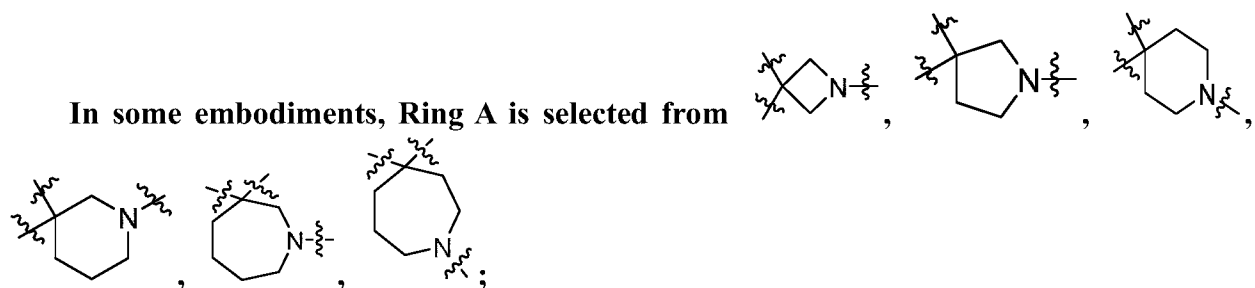 In some embodiments, Ring A is selected from N , N , N ,
N , N , N ;